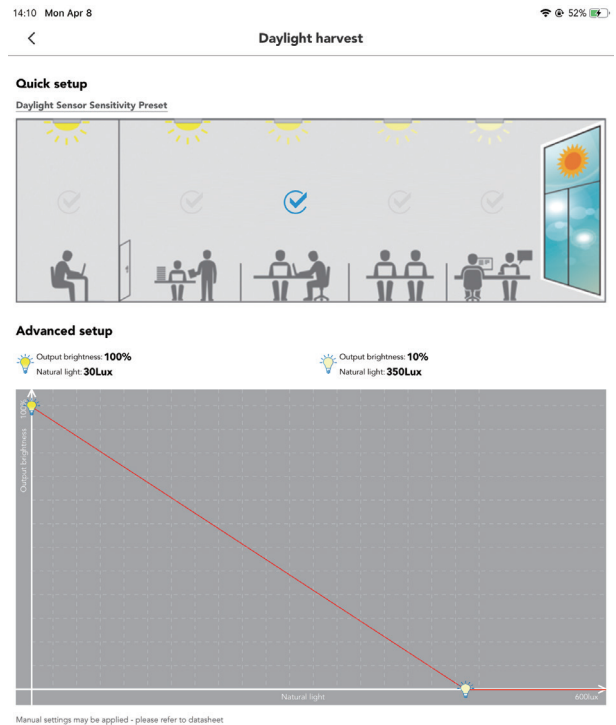 14:10 Mon Apr 8
52%
Daylight harvest
Quick setup
Daylight Sensor Sensitivity Preset
Advanced setup
Output brightness: 100%
Natural light: 30Lux
Output brightness: 10%
Natural light: 350Lux
Output brightness 100%
Natural light
600lux
Manual settings may be applied - please refer to datasheet